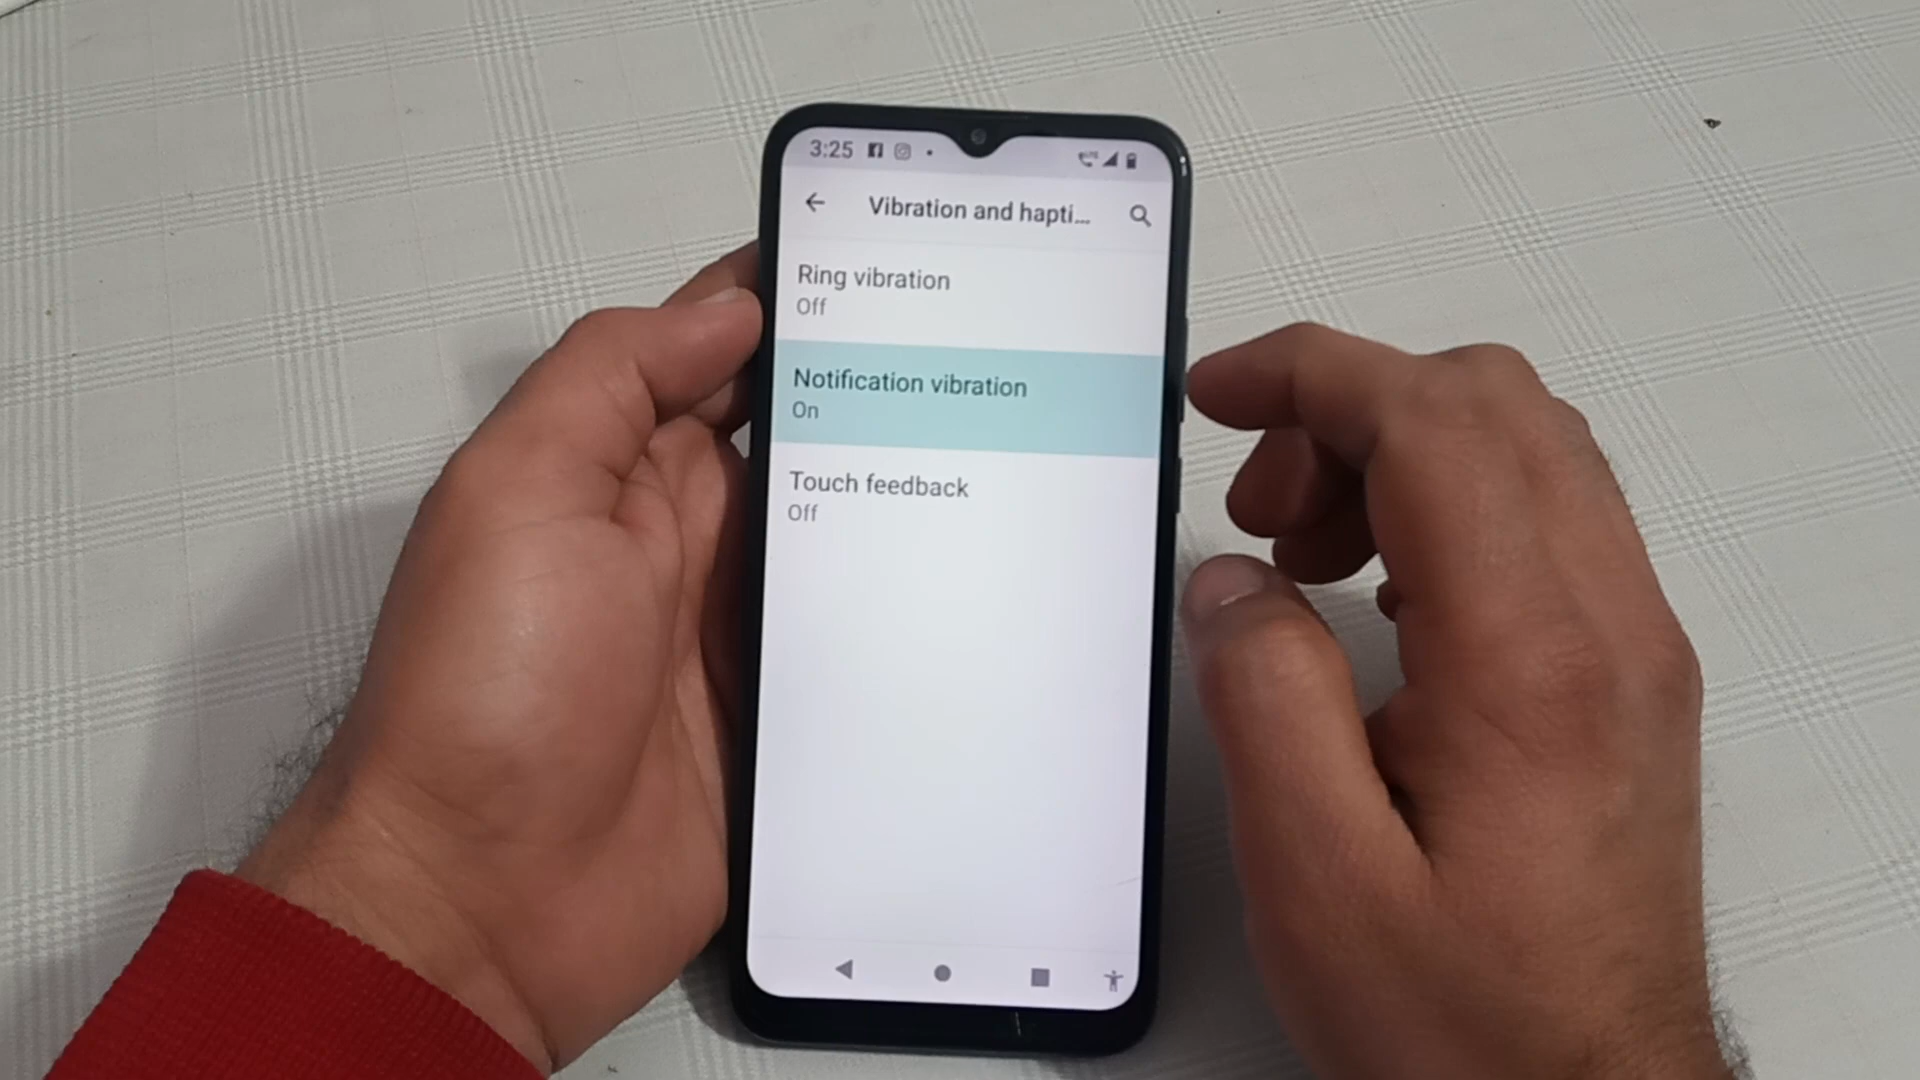 3:25
Vibration and hapti...
Ring vibration
Off
Notification vibration
On
Touch feedback
Off